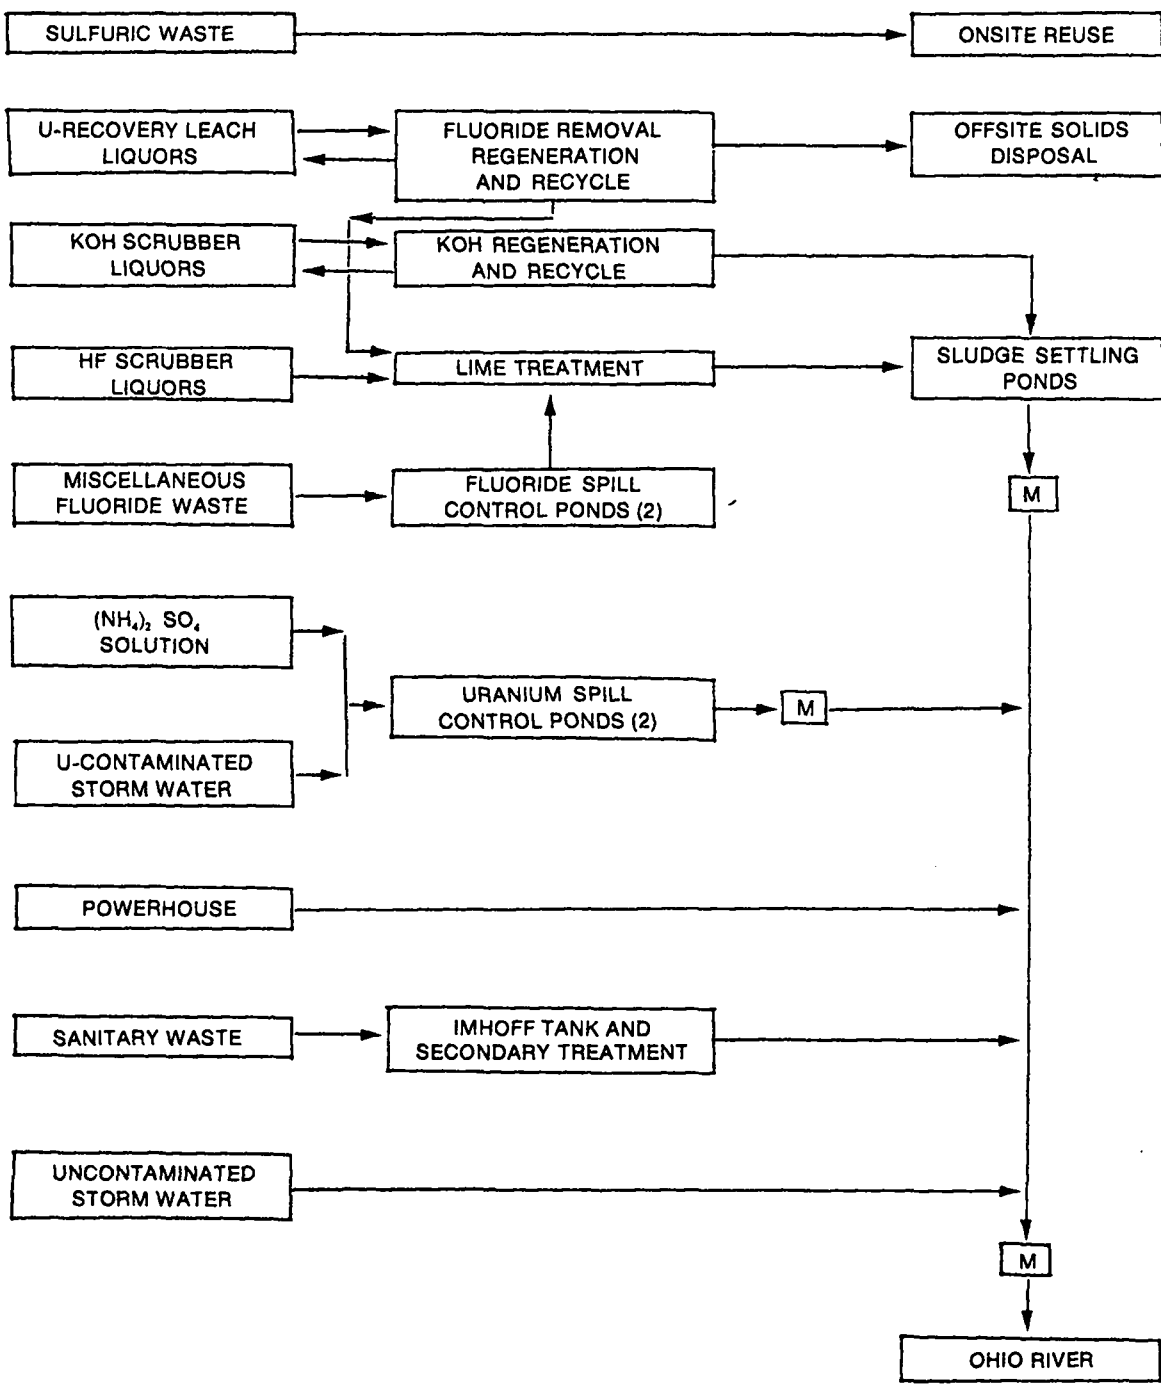 SULFURIC WASTE
ONSITE REUSE
U-RECOVERY LEACH
LIQUORS
FLUORIDE REMOVAL
REGENERATION
AND RECYCLE
OFFSITE SOLIDS
DISPOSAL
KOH SCRUBBER
LIQUORS
KOH REGENERATION
AND RECYCLE
HF SCRUBBER
LIQUORS
LIME TREATMENT
SLUDGE SETTLING
PONDS
MISCELLANEOUS
FLUORIDE WASTE
FLUORIDE SPILL
CONTROL PONDS (2)
M
(NH₄)₂ SO₄
SOLUTION
URANIUM SPILL
CONTROL PONDS (2)
M
U-CONTAMINATED
STORM WATER
POWERHOUSE
SANITARY WASTE
IMHOFF TANK AND
SECONDARY TREATMENT
UNCONTAMINATED
STORM WATER
M
OHIO RIVER